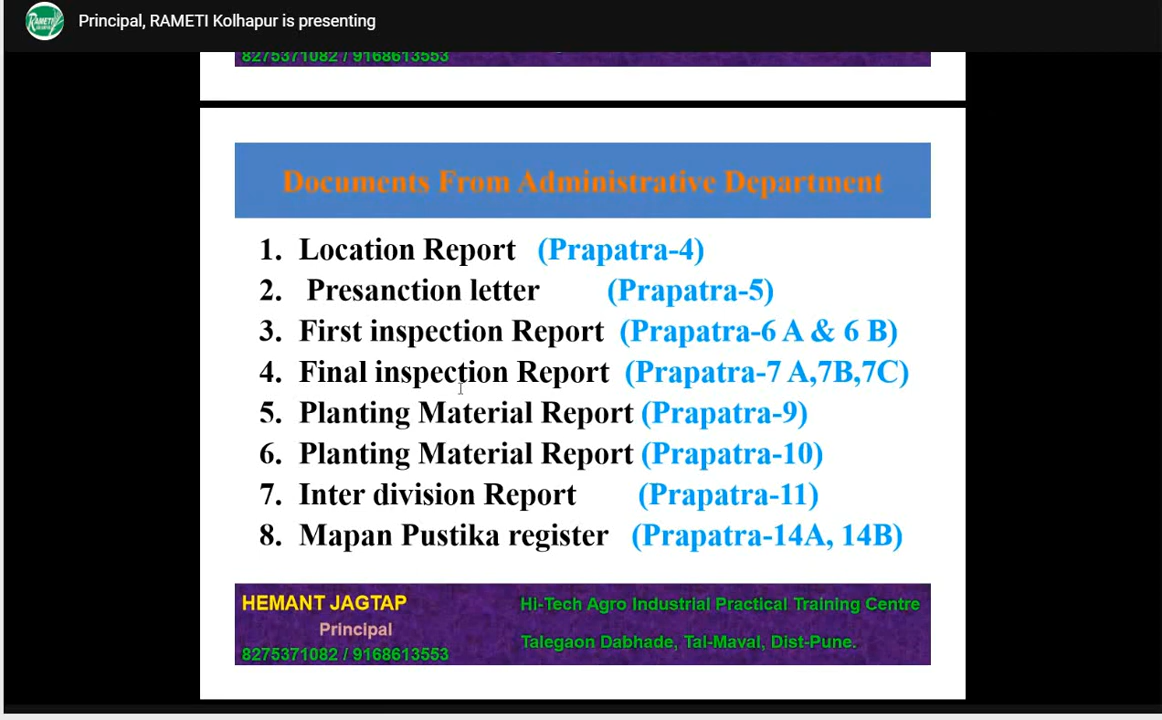 Principal, RAMETI Kolhapur is presenting
8275371082 / 9168613553
Documents From Administrative Department
1. Location Report (Prapatra-4)
2. Presanction letter (Prapatra-5)
3. First inspection Report (Prapatra-6 A & 6 B)
4. Final inspection Report (Prapatra-7 A,7B,7C)
5. Planting Material Report (Prapatra-9)
6. Planting Material Report (Prapatra-10)
7. Inter division Report (Prapatra-11)
8. Mapan Pustika register (Prapatra-14A, 14B)
HEMANT JAGTAP
Principal
8275371082 / 9168613553
Hi-Tech Agro Industrial Practical Training Centre
Talegaon Dabhade, Tal-Maval, Dist-Pune.